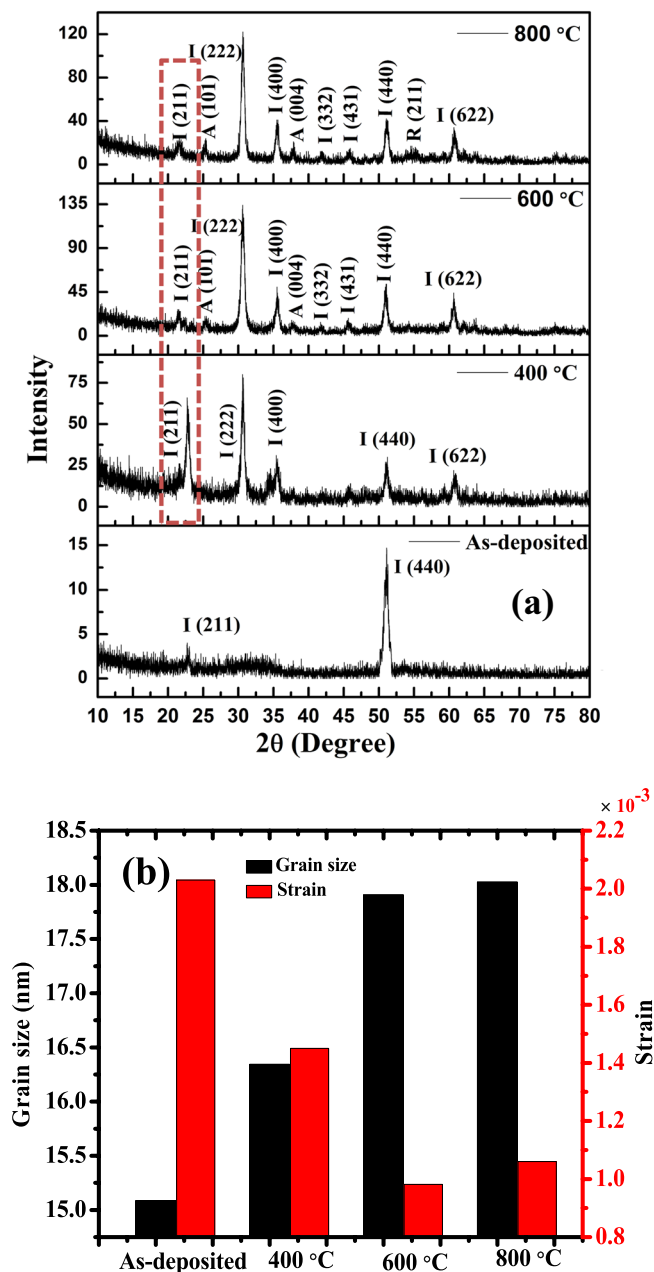 120
80
40
0
800 °C
I (211)
A (101)
I (222)
I (400)
A (004)
I (332)
I (431)
I (440)
R (211)
I (622)
135
90
45
0
600 °C
I (211)
A (101)
I (222)
I (400)
A (004)
I (332)
I (431)
I (440)
I (622)
75
50
25
0
400 °C
I (211)
I (222)
I (400)
I (440)
I (622)
15
10
5
0
As-deposited
I (211)
I (440)
(a)
Intensity
10 15 20 25 30 35 40 45 50 55 60 65 70 75 80
2θ (Degree)
× 10-3
18.5
18.0
17.5
17.0
16.5
16.0
15.5
15.0
Grain size (nm)
(b)
Grain size
Strain
2.2
2.0
1.8
1.6
1.4
1.2
1.0
0.8
Strain
As-deposited 400 °C 600 °C 800 °C